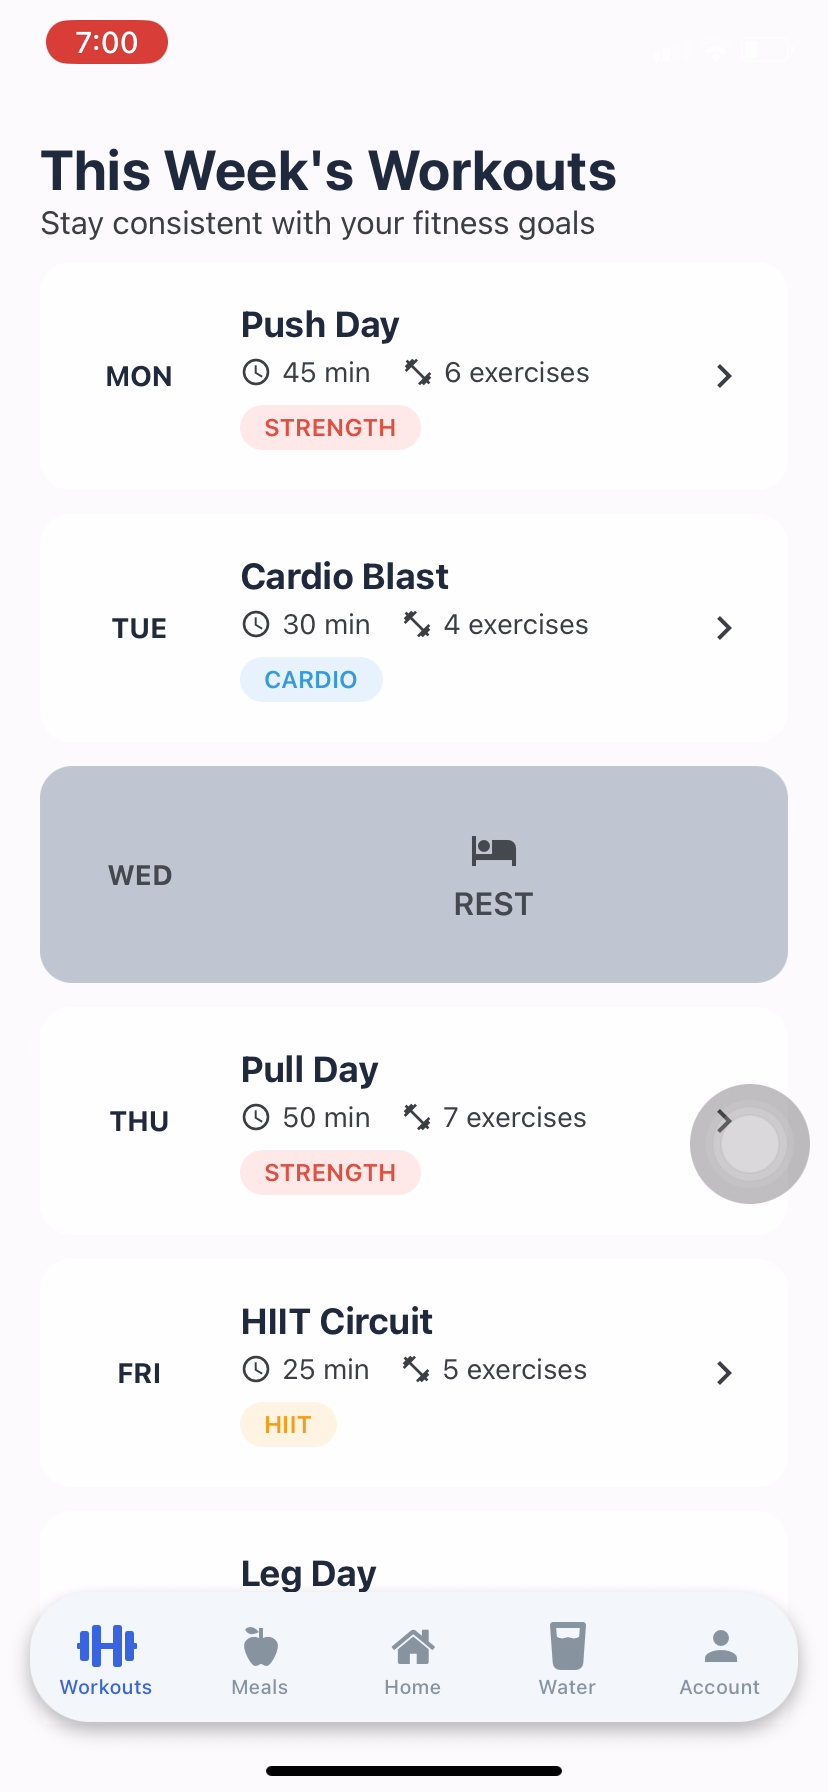 7:00
This Week's Workouts
Stay consistent with your fitness goals
Push Day
MON
45 min 6 exercises
STRENGTH
Cardio Blast
TUE
30 min 4 exercises
CARDIO
WED
REST
Pull Day
THU
50 min 7 exercises
STRENGTH
HIIT Circuit
FRI
25 min 5 exercises
HIIT
Leg Day
Workouts Meals Home Water Account